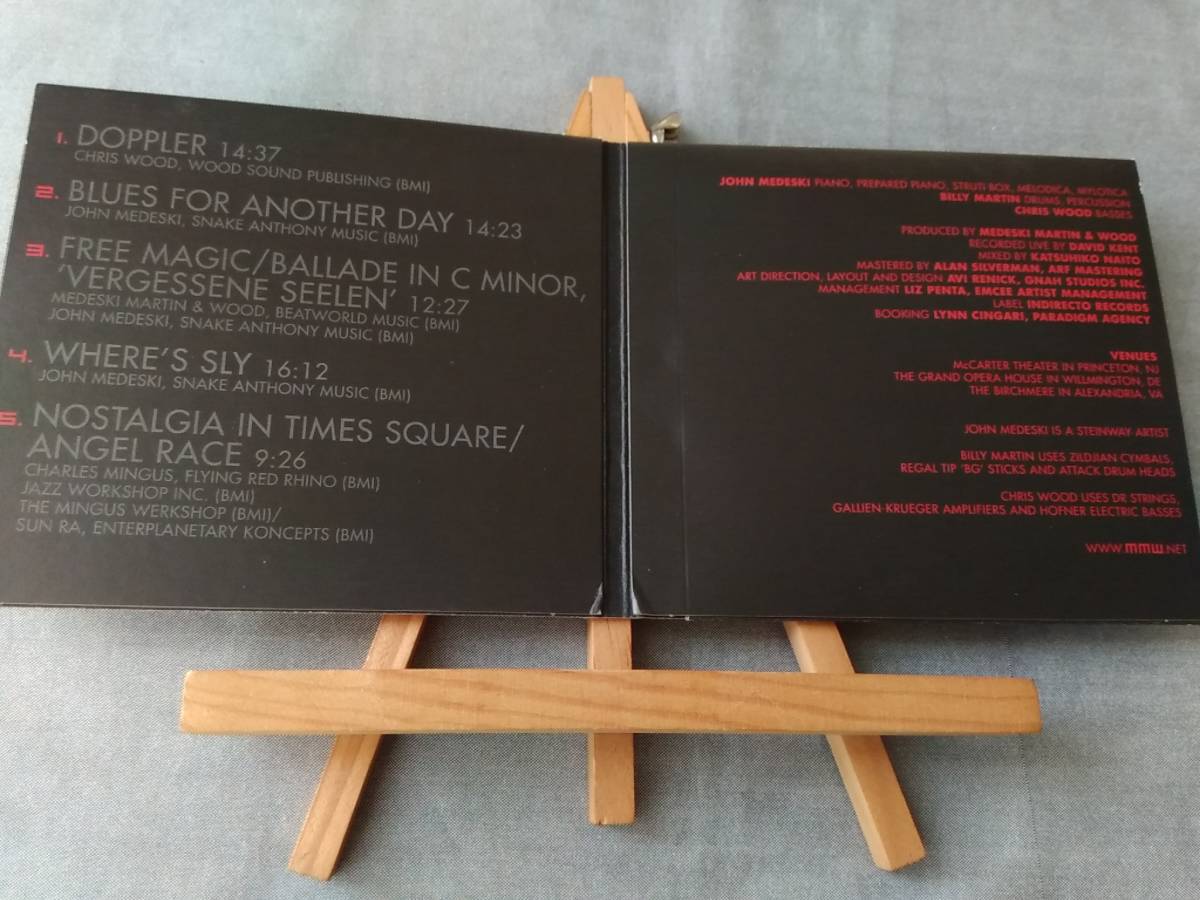 1. DOPPLER 14:37
CHRIS WOOD, WOOD SOUND PUBLISHING (BMI)
2. BLUES FOR ANOTHER DAY 14:23
JOHN MEDESKI, SNAKE ANTHONY MUSIC (BMI)
3. FREE MAGIC/BALLADE IN C MINOR,
'VERGESSENE SEELEN' 12:27
MEDESKI MARTIN & WOOD, BEATWORLD MUSIC (BMI)
JOHN MEDESKI, SNAKE ANTHONY MUSIC (BMI)
4. WHERE'S SLY 16:12
JOHN MEDESKI, SNAKE ANTHONY MUSIC (BMI)
5. NOSTALGIA IN TIMES SQUARE/
ANGEL RACE 9:26
CHARLES MINGUS, FLYING RED RHINO (BMI)
JAZZ WORKSHOP INC. (BMI)
THE MINGUS WERKSHOP (BMI)/
SUN RA, ENTERPLANETARY KONCEPTS (BMI)
JOHN MEDESKI PIANO, PREPARED PIANO, STRUTI BOX, MELODICA, MYLOTICA
BILLY MARTIN DRUMS, PERCUSSION
CHRIS WOOD BASSES
PRODUCED BY MEDESKI MARTIN & WOOD
RECORDED LIVE BY DAVID KENT
MIXED BY KATSUHIKO NAITO
MASTERED BY ALAN SILVERMAN, ARF MASTERING
ART DIRECTION, LAYOUT AND DESIGN AVI RENICK, GNAH STUDIOS INC.
MANAGEMENT LIZ PENTA, EMCEE ARTIST MANAGEMENT
LABEL INDIRECTO RECORDS
BOOKING LYNN CINGARI, PARADIGM AGENCY
VENUES
McCARTER THEATER IN PRINCETON, NJ
THE GRAND OPERA HOUSE IN WILLMINGTON, DE
THE BIRCHMERE IN ALEXANDRIA, VA
JOHN MEDESKI IS A STEINWAY ARTIST
BILLY MARTIN USES ZILDJIAN CYMBALS,
REGAL TIP 'BG' STICKS AND ATTACK DRUM HEADS
CHRIS WOOD USES DR STRINGS,
GALLIEN-KRUEGER AMPLIFIERS AND HOFNER ELECTRIC BASSES
WWW.MMW.NET